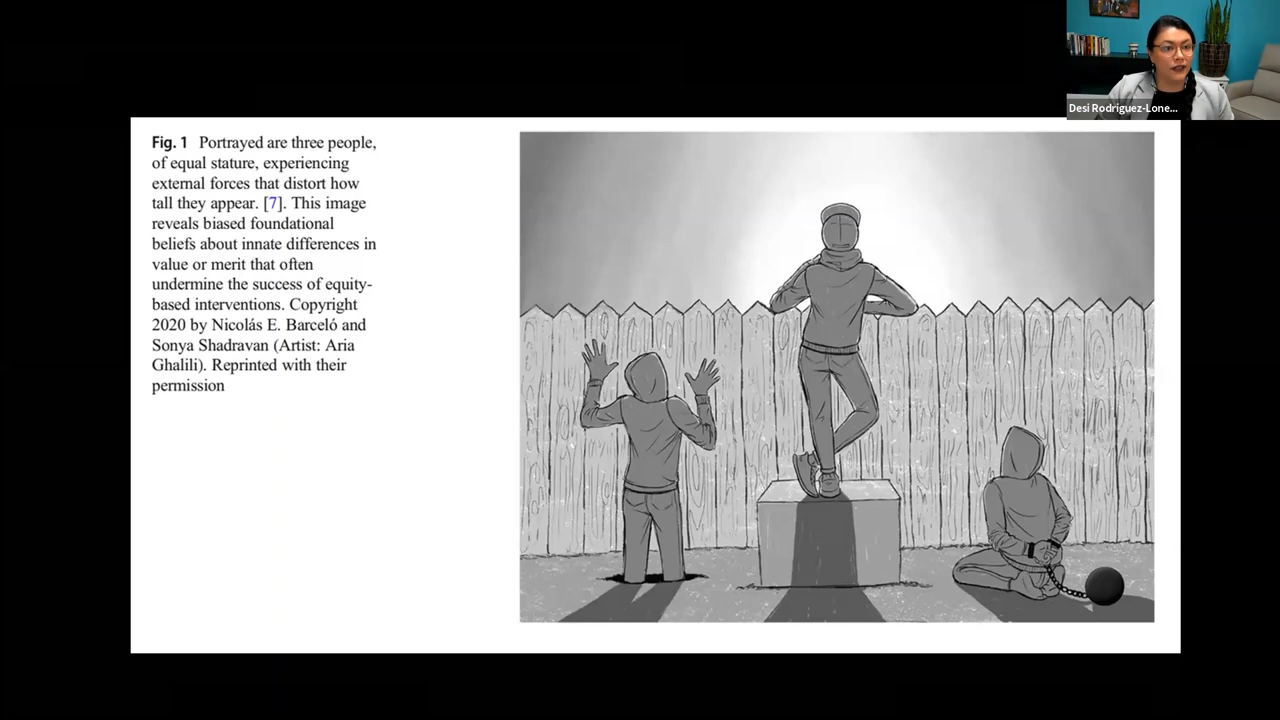 Desi Rodriguez-Lone...
Fig. 1 Portrayed are three people,
of equal stature, experiencing
external forces that distort how
tall they appear. [7]. This image
reveals biased foundational
beliefs about innate differences in
value or merit that often
undermine the success of equity-
based interventions. Copyright
2020 by Nicolás E. Barceló and
Sonya Shadravan (Artist: Aria
Ghalili). Reprinted with their
permission